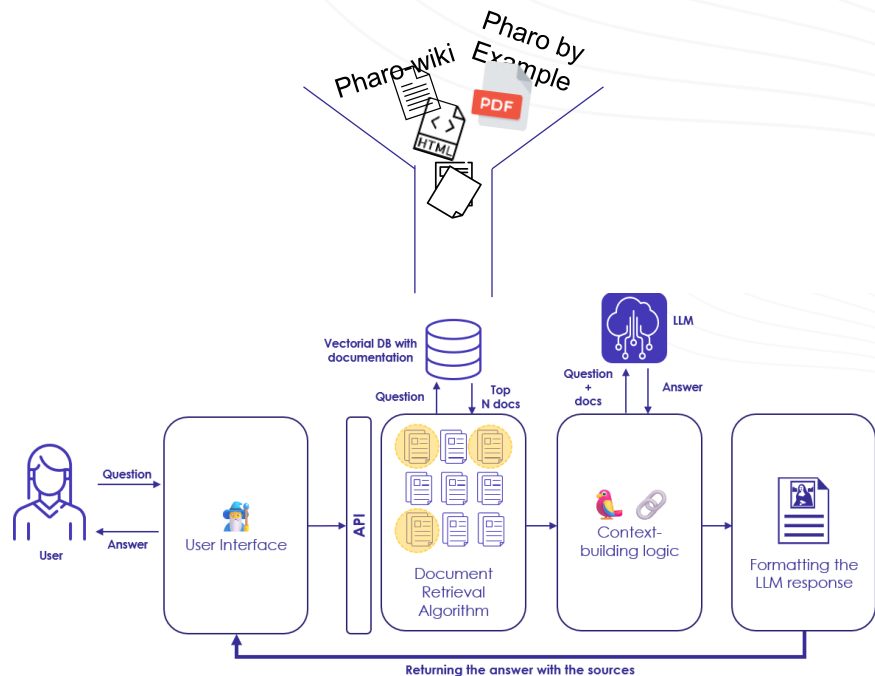 Pharo-wiki
Pharo by
Example
PDF
HTML
Vectorial DB with
documentation
LLM
Question
Top
N docs
Question
+
docs
Answer
Question
Answer
User
User Interface
API
Document
Retrieval
Algorithm
Context-
building logic
Formatting the
LLM response
Returning the answer with the sources